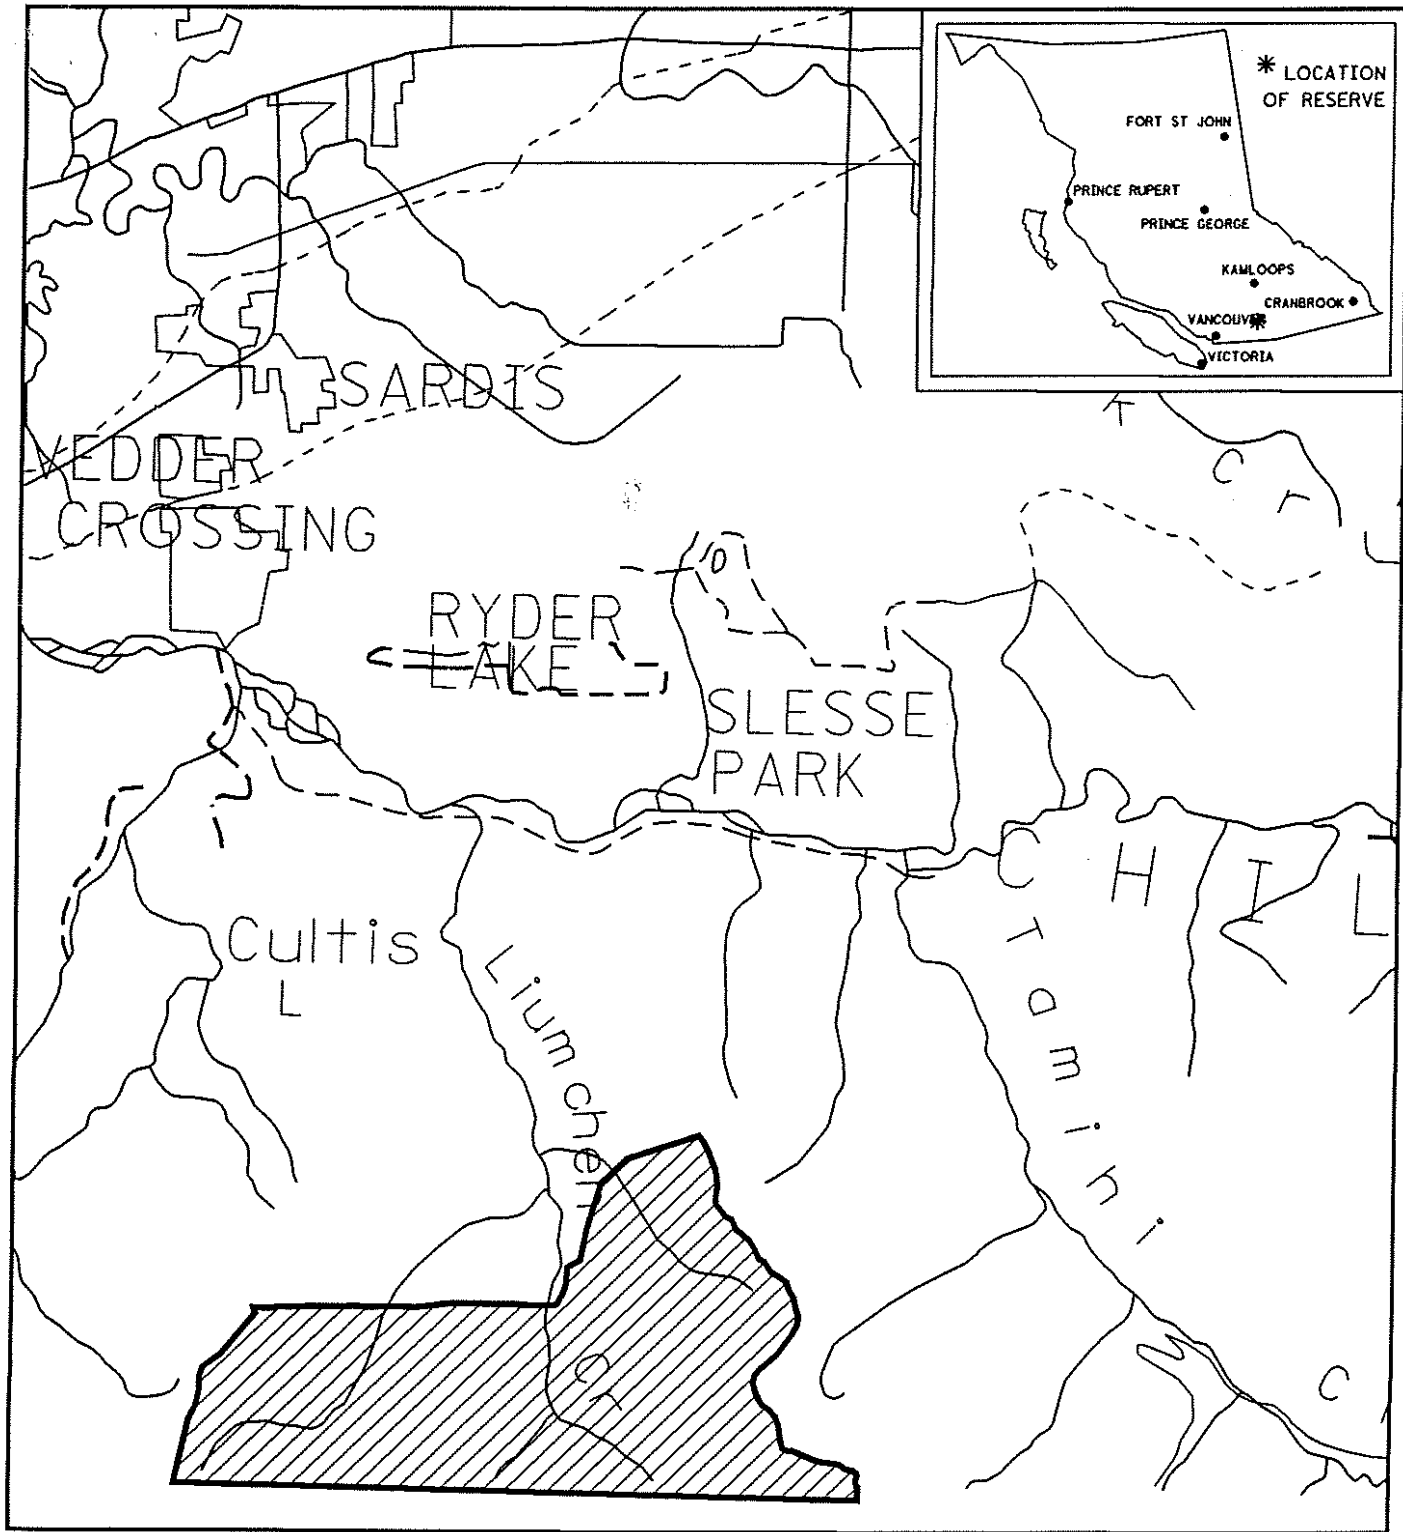 * LOCATION
OF RESERVE
FORT ST JOHN
PRINCE RUPERT
PRINCE GEORGE
KAMLOOPS
CRANBROOK
VANCOUVER
VICTORIA
SARDIS
VEDDER
CROSSING
K
Cr
L
RYDER
LAKE
SLESSE
PARK
CHIL
Cultis
L
Liumchen
Cr
Tamihi
C